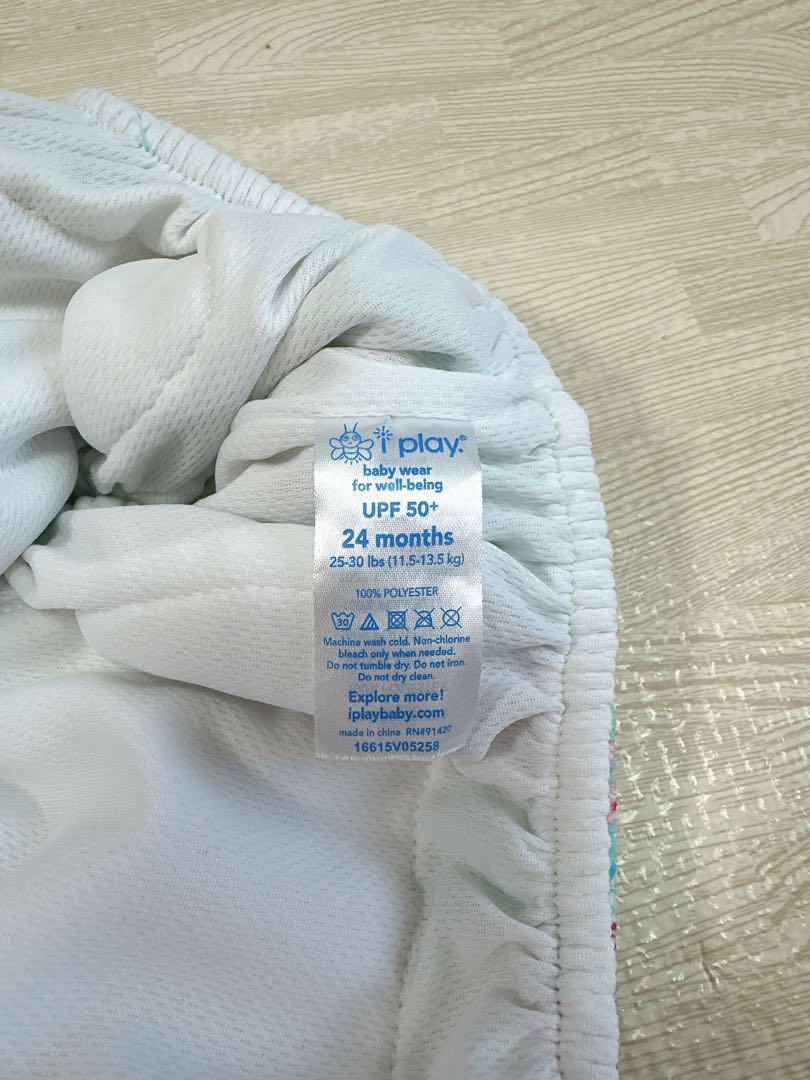 i play.®
baby wear
for well-being
UPF 50+
24 months
25-30 lbs (11.5-13.5 kg)
100% POLYESTER
30
Machine wash cold. Non-chlorine
bleach only when needed.
Do not tumble dry. Do not iron.
Do not dry clean.
Explore more!
iplaybaby.com
made in china RN#91420
16615V05258